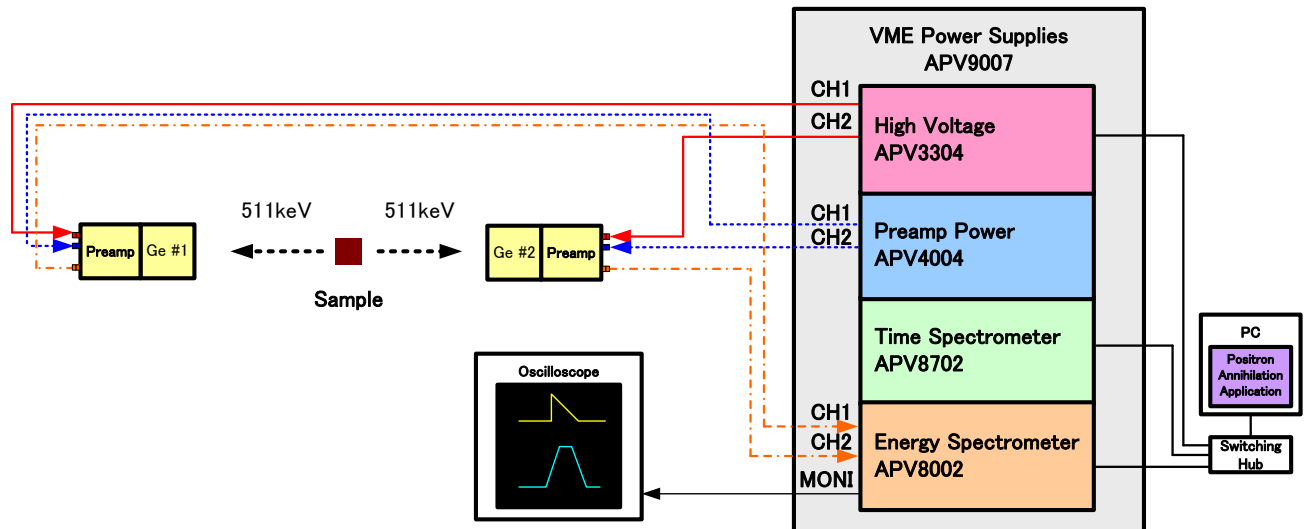 VME Power Supplies
APV9007
CH1
CH2
High Voltage
APV3304
CH1
CH2
Preamp Power
APV4004
511keV
511keV
Preamp
Ge #1
Ge #2
Preamp
Sample
Time Spectrometer
APV8702
PC
Positron
Annihilation
Application
Oscilloscope
CH1
CH2
Energy Spectrometer
APV8002
MONI
Switching
Hub